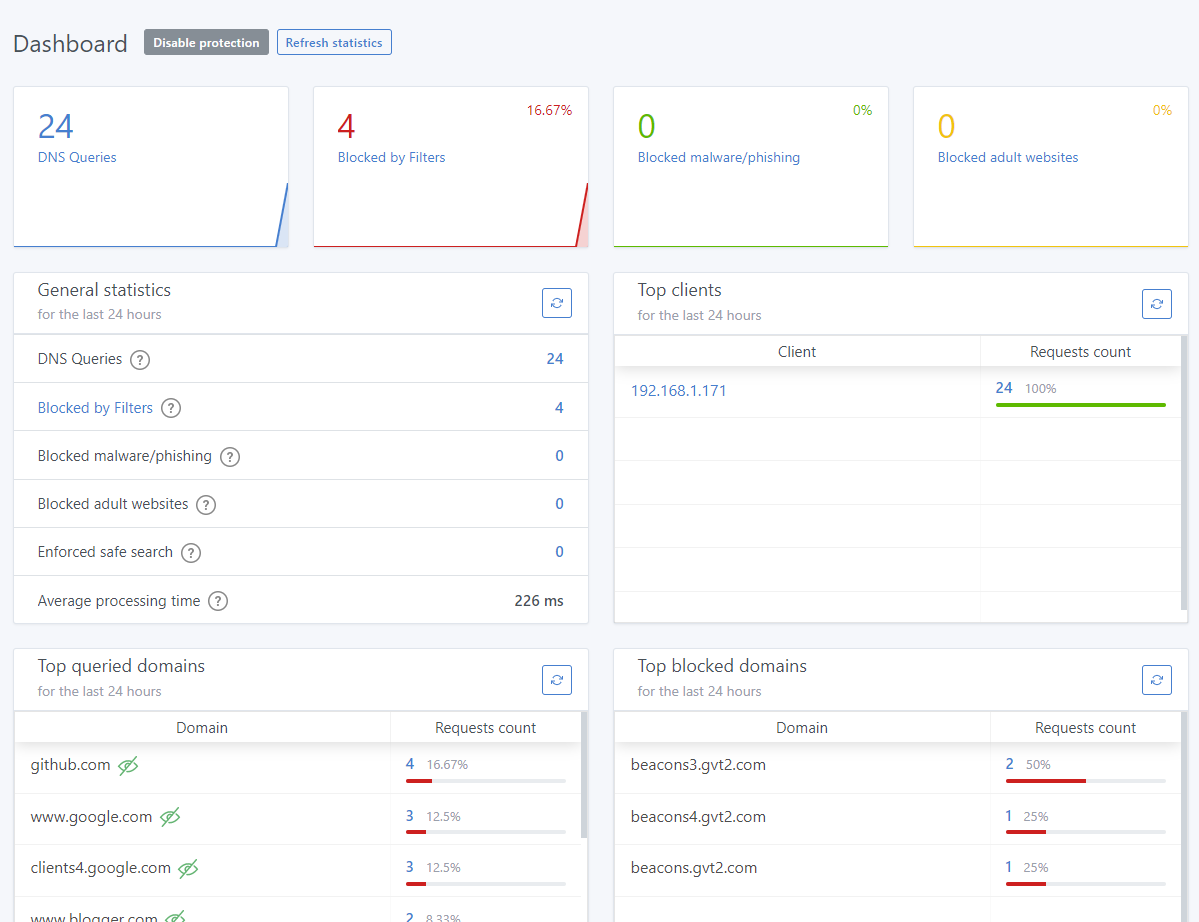 Dashboard Disable protection Refresh statistics
24
DNS Queries
16.67%
4
Blocked by Filters
0%
0
Blocked malware/phishing
0%
0
Blocked adult websites
General statistics
for the last 24 hours
DNS Queries ? 24
Blocked by Filters ? 4
Blocked malware/phishing ? 0
Blocked adult websites ? 0
Enforced safe search ? 0
Average processing time ? 226 ms
Top clients
for the last 24 hours
Client Requests count
192.168.1.171 24 100%
Top queried domains
for the last 24 hours
Domain Requests count
github.com 4 16.67%
www.google.com 3 12.5%
clients4.google.com 3 12.5%
www.blogger.com 2 8.33%
Top blocked domains
for the last 24 hours
Domain Requests count
beacons3.gvt2.com 2 50%
beacons4.gvt2.com 1 25%
beacons.gvt2.com 1 25%